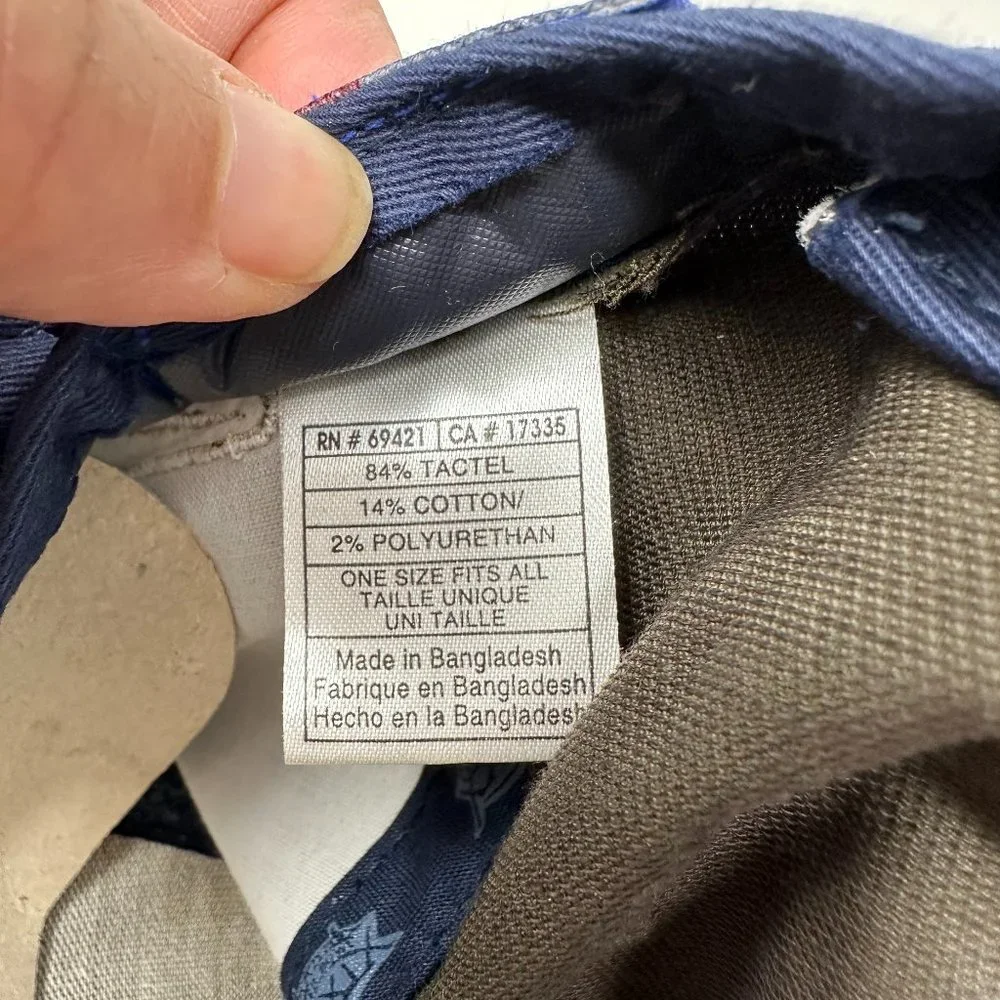 RN # 69421 | CA # 17335
84% TACTEL
14% COTTON/
2% POLYURETHAN
ONE SIZE FITS ALL
TAILLE UNIQUE
UNI TAILLE
Made in Bangladesh
Fabrique en Bangladesh
Hecho en la Bangladesh